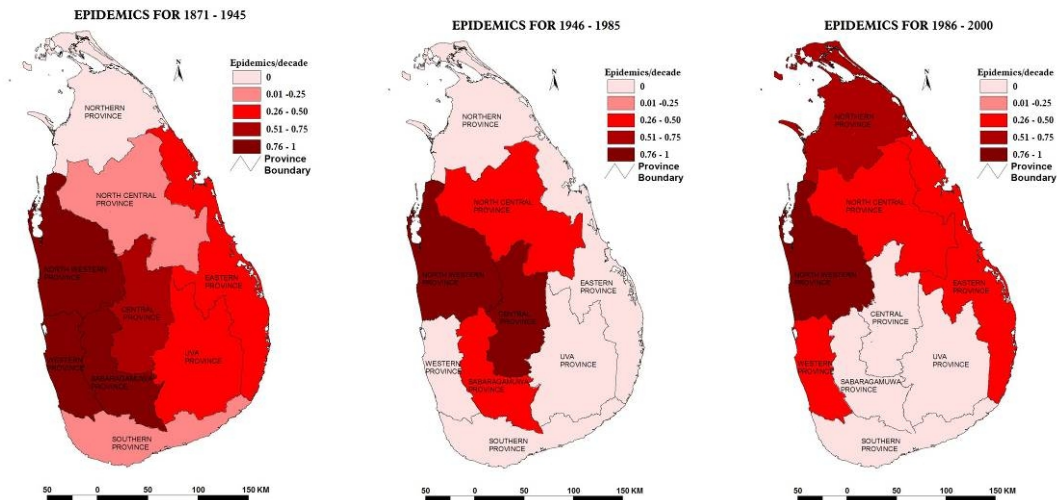 EPIDEMICS FOR 1871 - 1945
N
Epidemics/decade
0
0.01 -0.25
0.26 - 0.50
0.51 - 0.75
0.76 - 1
Province
Boundary
NORTHERN
PROVINCE
NORTH CENTRAL
PROVINCE
NORTH WESTERN
PROVINCE
EASTERN
PROVINCE
CENTRAL
PROVINCE
WESTERN
PROVINCE
UVA
PROVINCE
SABARAGAMUWA
PROVINCE
SOUTHERN
PROVINCE
50 0 50 100 150 KM
EPIDEMICS FOR 1946 - 1985
N
Epidemics/decade
0
0.01 -0.25
0.26 - 0.50
0.51 - 0.75
0.76 - 1
Province
Boundary
NORTHERN
PROVINCE
NORTH CENTRAL
PROVINCE
NORTH WESTERN
PROVINCE
EASTERN
PROVINCE
CENTRAL
PROVINCE
WESTERN
PROVINCE
UVA
PROVINCE
SABARAGAMUWA
PROVINCE
SOUTHERN
PROVINCE
50 0 50 100 150 KM
EPIDEMICS FOR 1986 - 2000
N
Epidemics/decade
0
0.01 -0.25
0.26 - 0.50
0.51 - 0.75
0.76 - 1
Province
Boundary
NORTHERN
PROVINCE
NORTH CENTRAL
PROVINCE
NORTH WESTERN
PROVINCE
EASTERN
PROVINCE
CENTRAL
PROVINCE
WESTERN
PROVINCE
UVA
PROVINCE
SABARAGAMUWA
PROVINCE
SOUTHERN
PROVINCE
50 0 50 100 150 KM